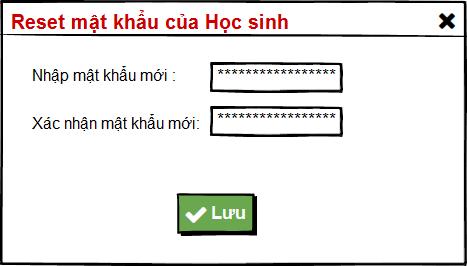 Reset mật khẩu của Học sinh
Nhập mật khẩu mới : *****************
Xác nhận mật khẩu mới: *****************
Lưu